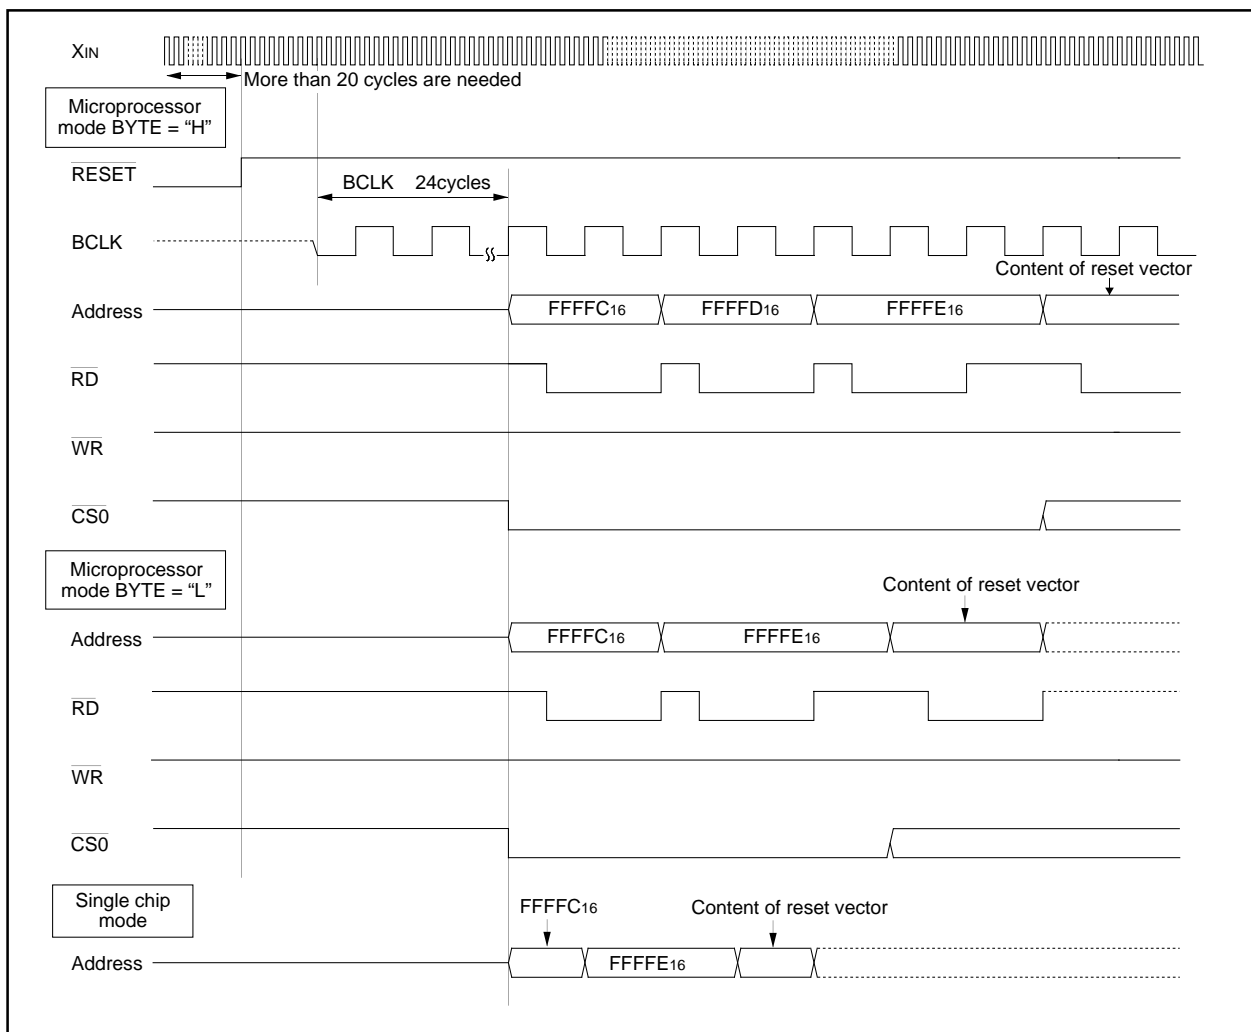 XIN
More than 20 cycles are needed
Microprocessor
mode BYTE = “H”
RESET
BCLK 24cycles
BCLK
Content of reset vector
Address
FFFFC16
FFFFD16
FFFFE16
RD
WR
CS0
Microprocessor
mode BYTE = “L”
Content of reset vector
Address
FFFFC16
FFFFE16
RD
WR
CS0
Single chip
mode
FFFFC16
Content of reset vector
Address
FFFFE16